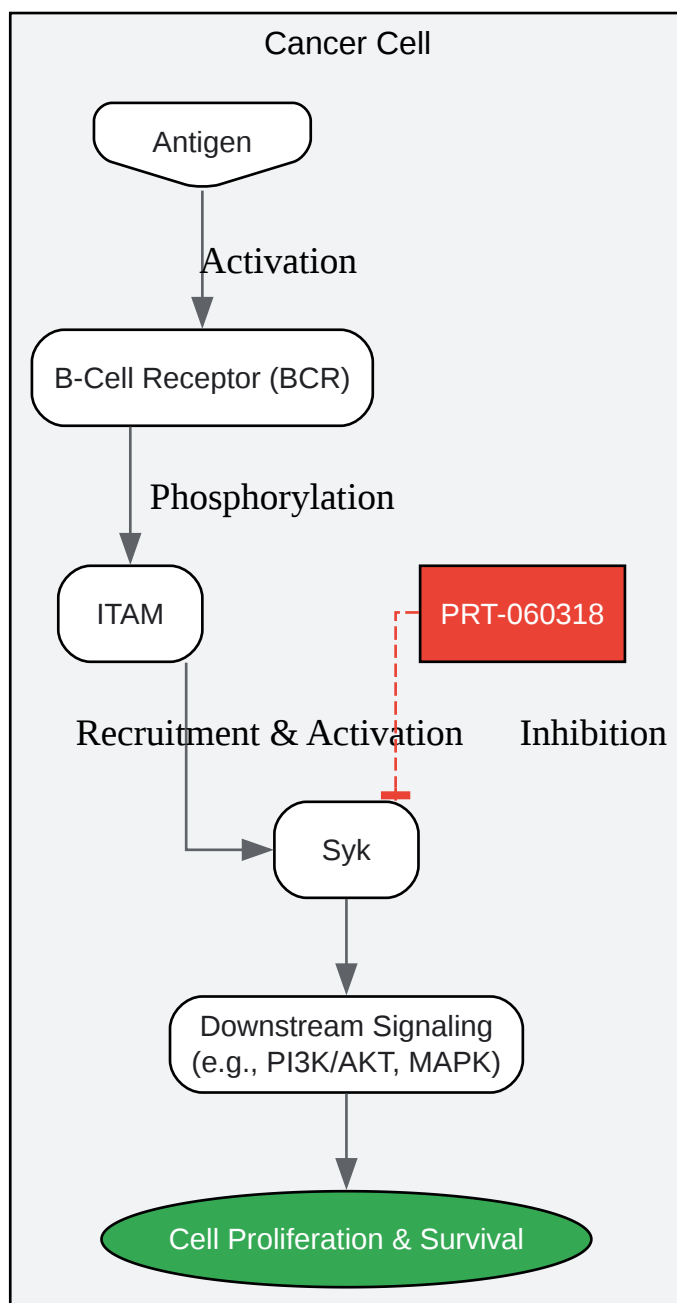 Cancer Cell
Antigen
Activation
B-Cell Receptor (BCR)
Phosphorylation
ITAM
PRT-060318
Recruitment & Activation
Inhibition
Syk
Downstream Signaling
(e.g., PI3K/AKT, MAPK)
Cell Proliferation & Survival